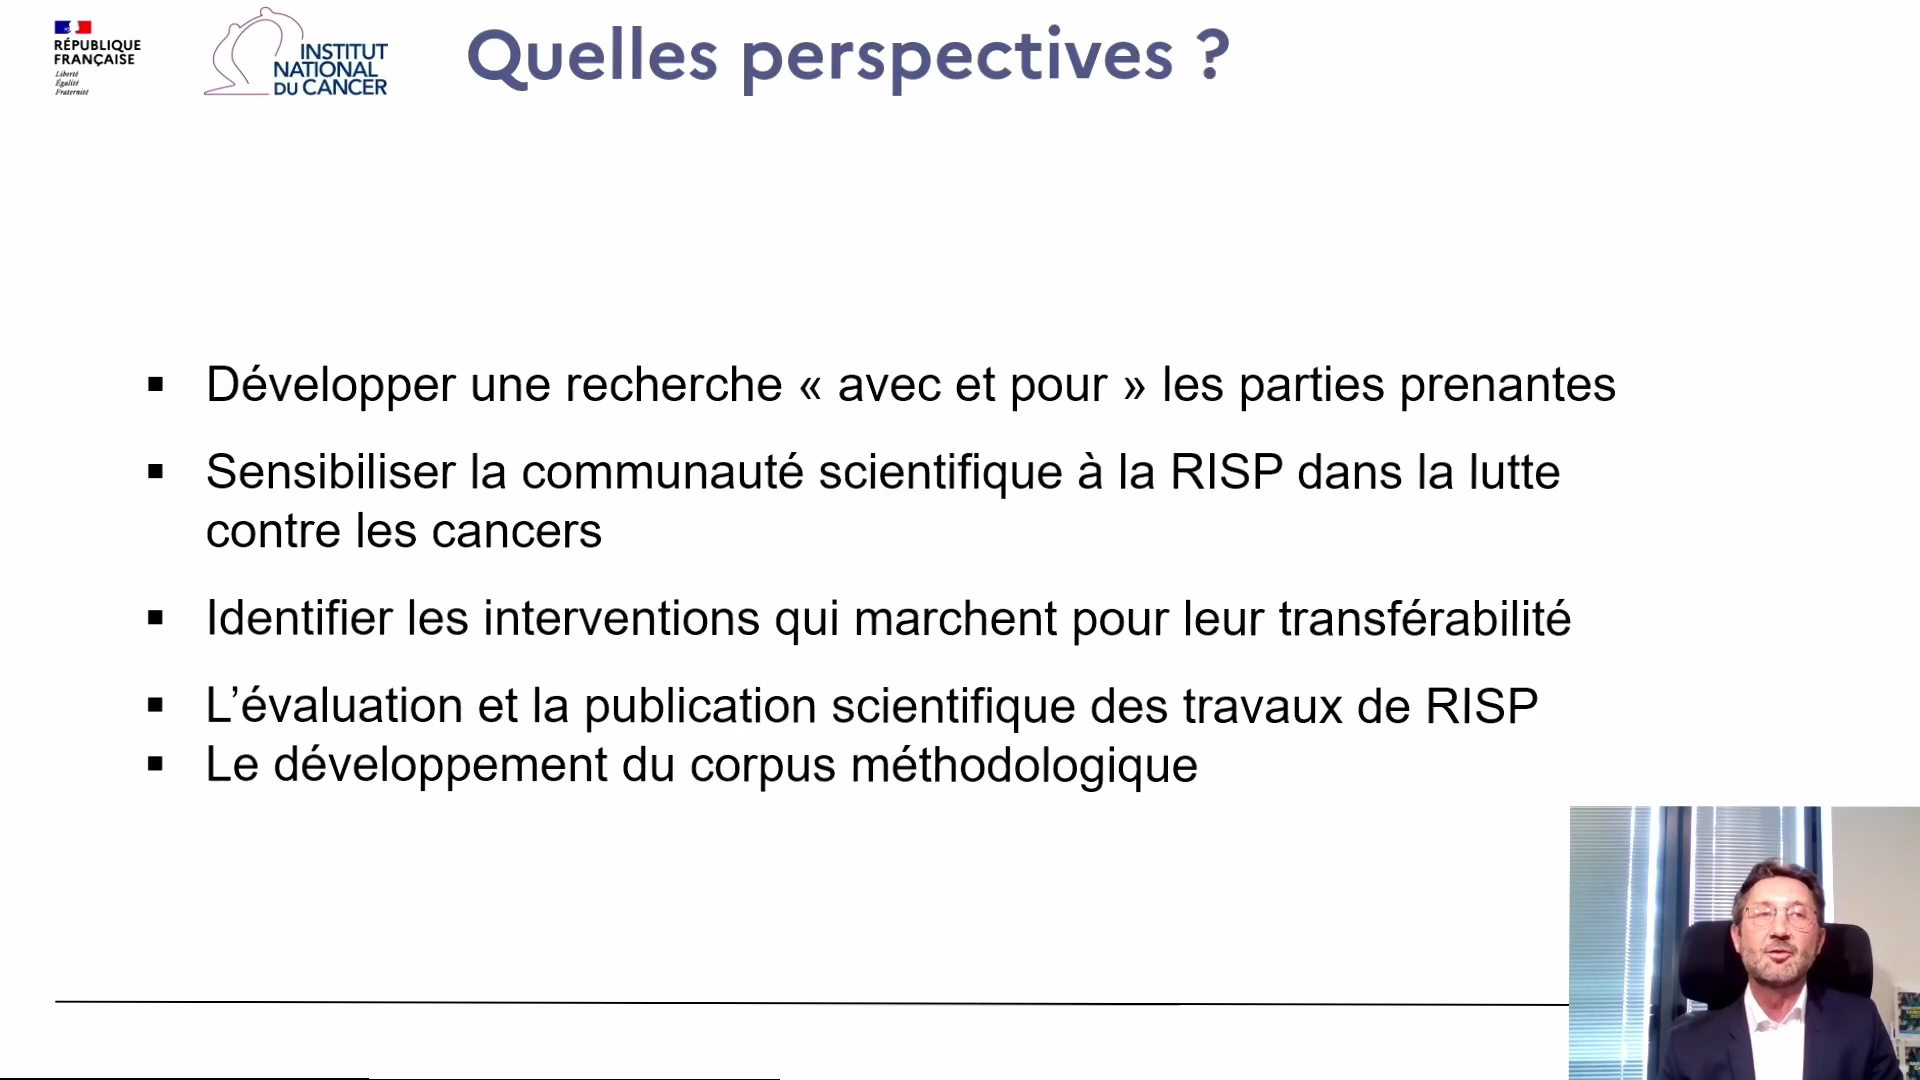 RÉPUBLIQUE
FRANÇAISE
Liberté
Égalité
Fraternité
INSTITUT
NATIONAL
DU CANCER
Quelles perspectives ?
▪ Développer une recherche « avec et pour » les parties prenantes
▪ Sensibiliser la communauté scientifique à la RISP dans la lutte
contre les cancers
▪ Identifier les interventions qui marchent pour leur transférabilité
▪ L’évaluation et la publication scientifique des travaux de RISP
▪ Le développement du corpus méthodologique